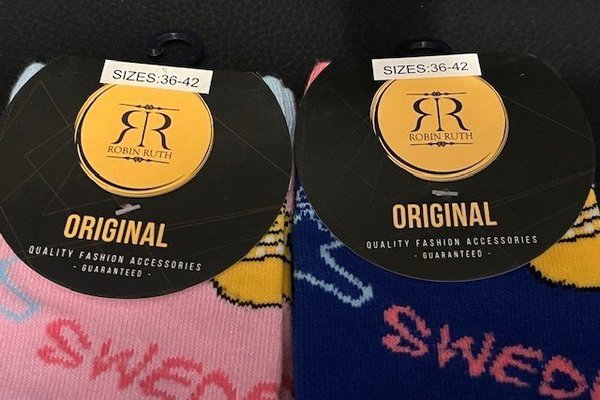 SIZES:36-42
RR
ROBIN RUTH
ORIGINAL
QUALITY FASHION ACCESSORIES
- GUARANTEED -
SIZES:36-42
RR
ROBIN RUTH
ORIGINAL
QUALITY FASHION ACCESSORIES
- GUARANTEED -